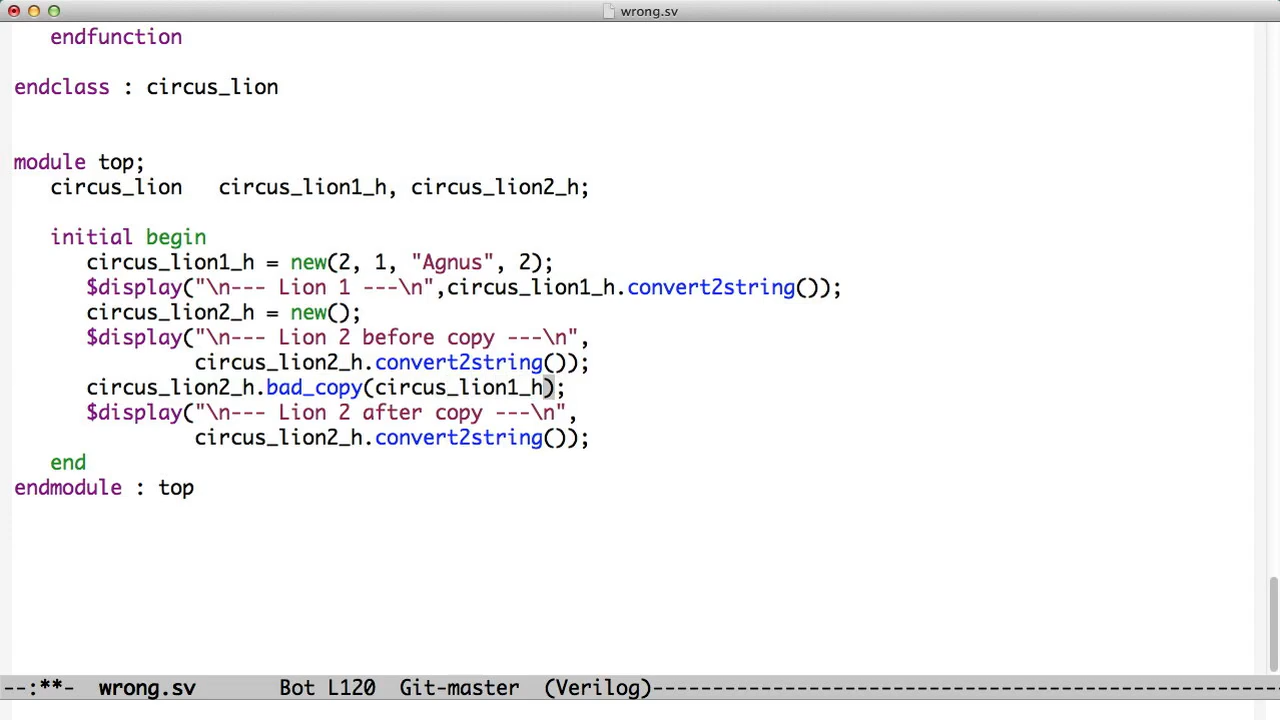 wrong.sv
endfunction
endclass : circus_lion
module top;
circus_lion   circus_lion1_h, circus_lion2_h;
initial begin
circus_lion1_h = new(2, 1, "Agnus", 2);
$display("\n--- Lion 1 ---\n",circus_lion1_h.convert2string());
circus_lion2_h = new();
$display("\n--- Lion 2 before copy ---\n",
circus_lion2_h.convert2string());
circus_lion2_h.bad_copy(circus_lion1_h);
$display("\n--- Lion 2 after copy ---\n",
circus_lion2_h.convert2string());
end
endmodule : top
--:**-  wrong.sv       Bot L120  Git-master  (Verilog)----------------------------------------------------